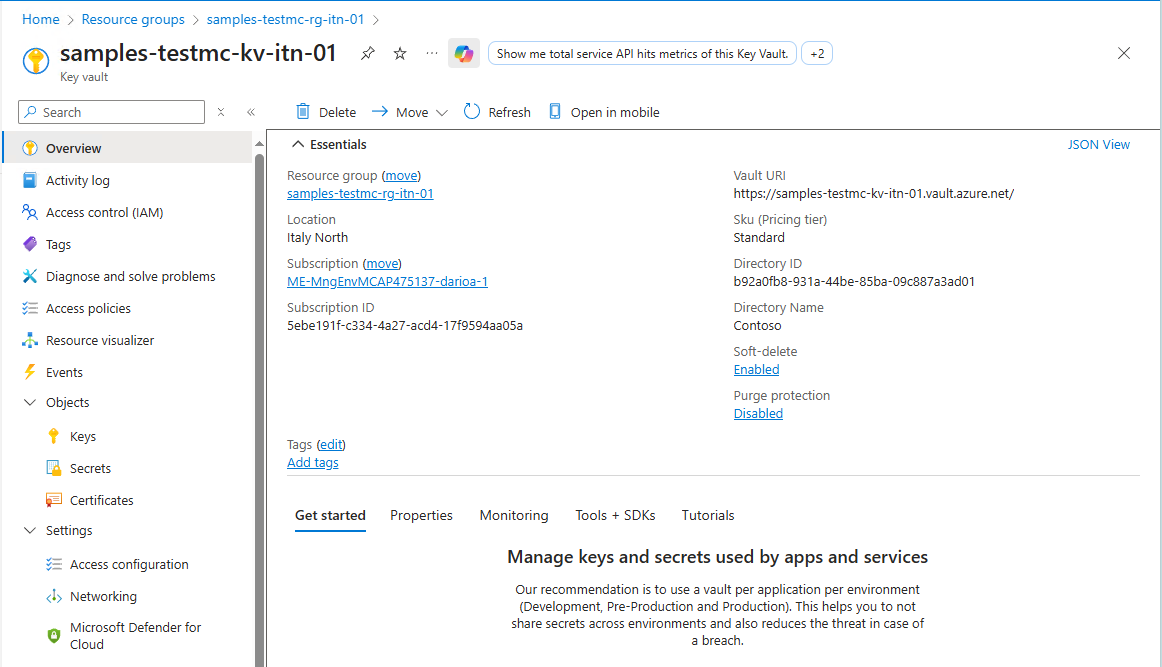 Home > Resource groups > samples-testmc-rg-itn-01 >
samples-testmc-kv-itn-01
Show me total service API hits metrics of this Key Vault.
+2
Key vault
Search
Delete
Move
Refresh
Open in mobile
Overview
Activity log
Access control (IAM)
Tags
Diagnose and solve problems
Access policies
Resource visualizer
Events
Objects
Keys
Secrets
Certificates
Settings
Access configuration
Networking
Microsoft Defender for
Cloud
Essentials
JSON View
Resource group (move)
samples-testmc-rg-itn-01
Location
Italy North
Subscription (move)
ME-MngEnvMCAP475137-darioa-1
Subscription ID
5ebe191f-c334-4a27-acd4-17f9594aa05a
Vault URI
https://samples-testmc-kv-itn-01.vault.azure.net/
Sku (Pricing tier)
Standard
Directory ID
b92a0fb8-931a-44be-85ba-09c887a3ad01
Directory Name
Contoso
Soft-delete
Enabled
Purge protection
Disabled
Tags (edit)
Add tags
Get started
Properties
Monitoring
Tools + SDKs
Tutorials
Manage keys and secrets used by apps and services
Our recommendation is to use a vault per application per environment
(Development, Pre-Production and Production). This helps you to not
share secrets across environments and also reduces the threat in case of
a breach.